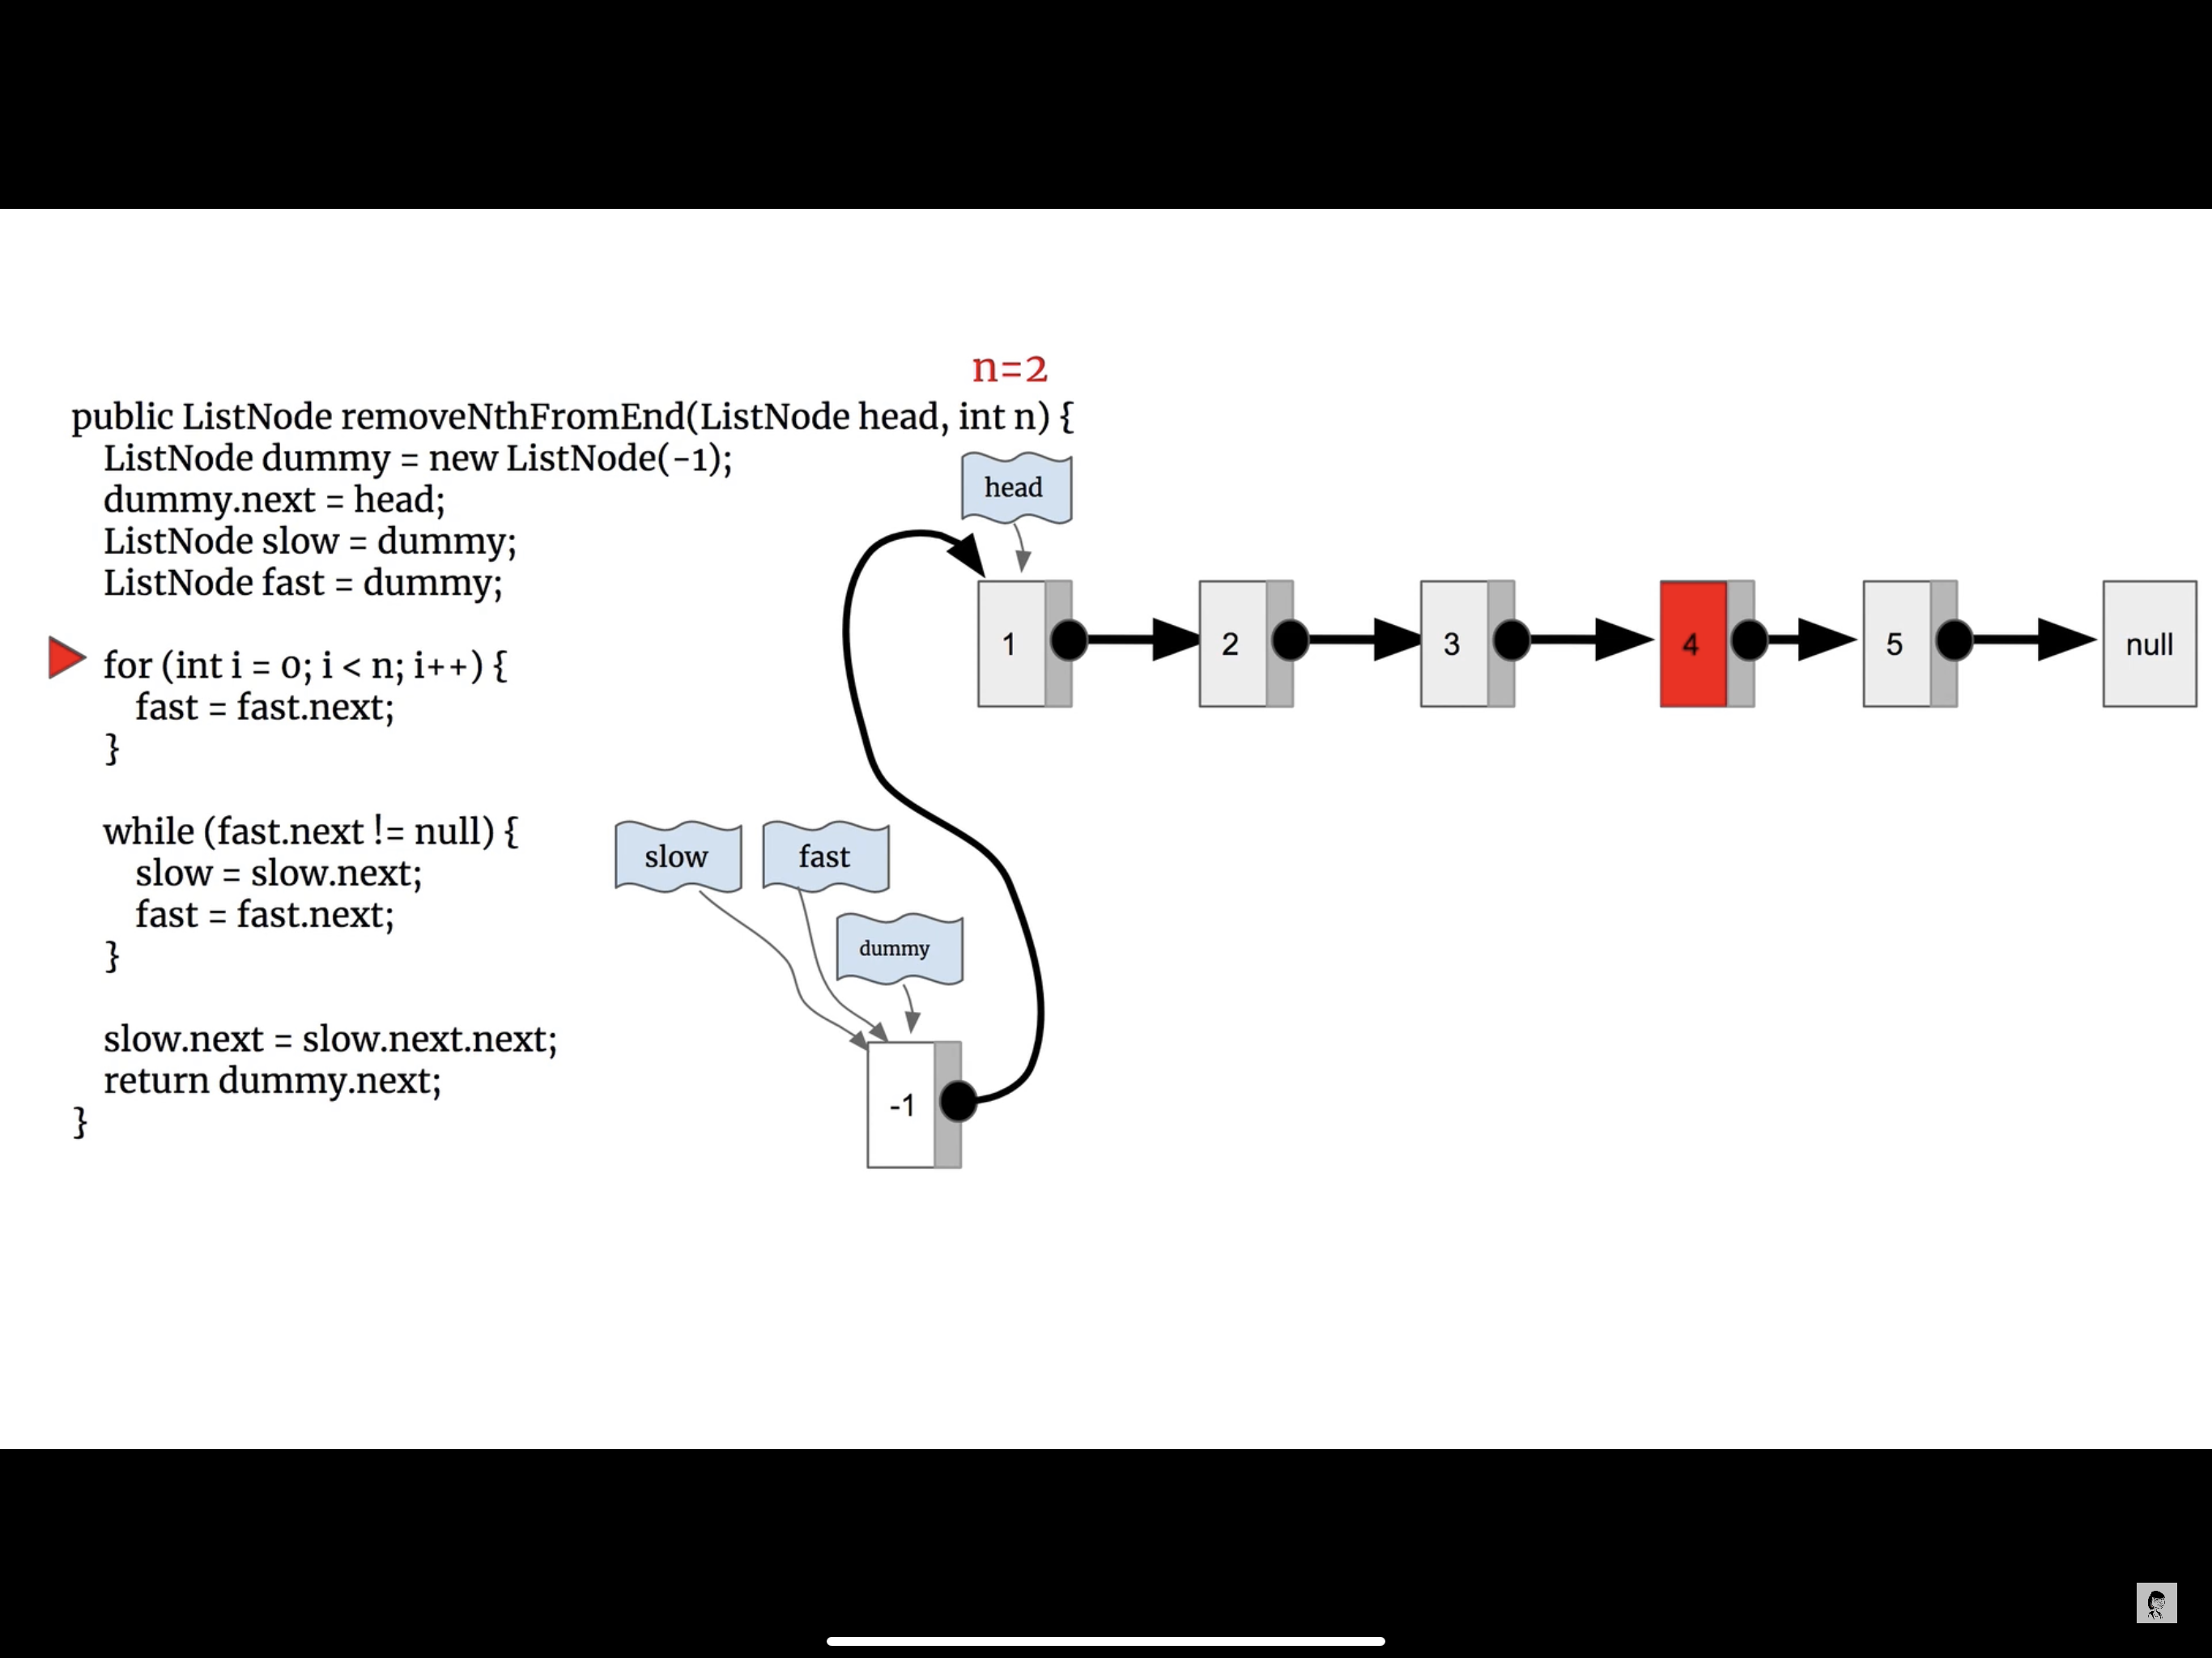 n=2
public ListNode removeNthFromEnd(ListNode head, int n) {
ListNode dummy = new ListNode(-1);
dummy.next = head;
ListNode slow = dummy;
ListNode fast = dummy;
for (int i = 0; i < n; i++) {
fast = fast.next;
}
while (fast.next != null) {
slow = slow.next;
fast = fast.next;
}
slow.next = slow.next.next;
return dummy.next;
}
head
1
2
3
4
5
null
slow
fast
dummy
-1